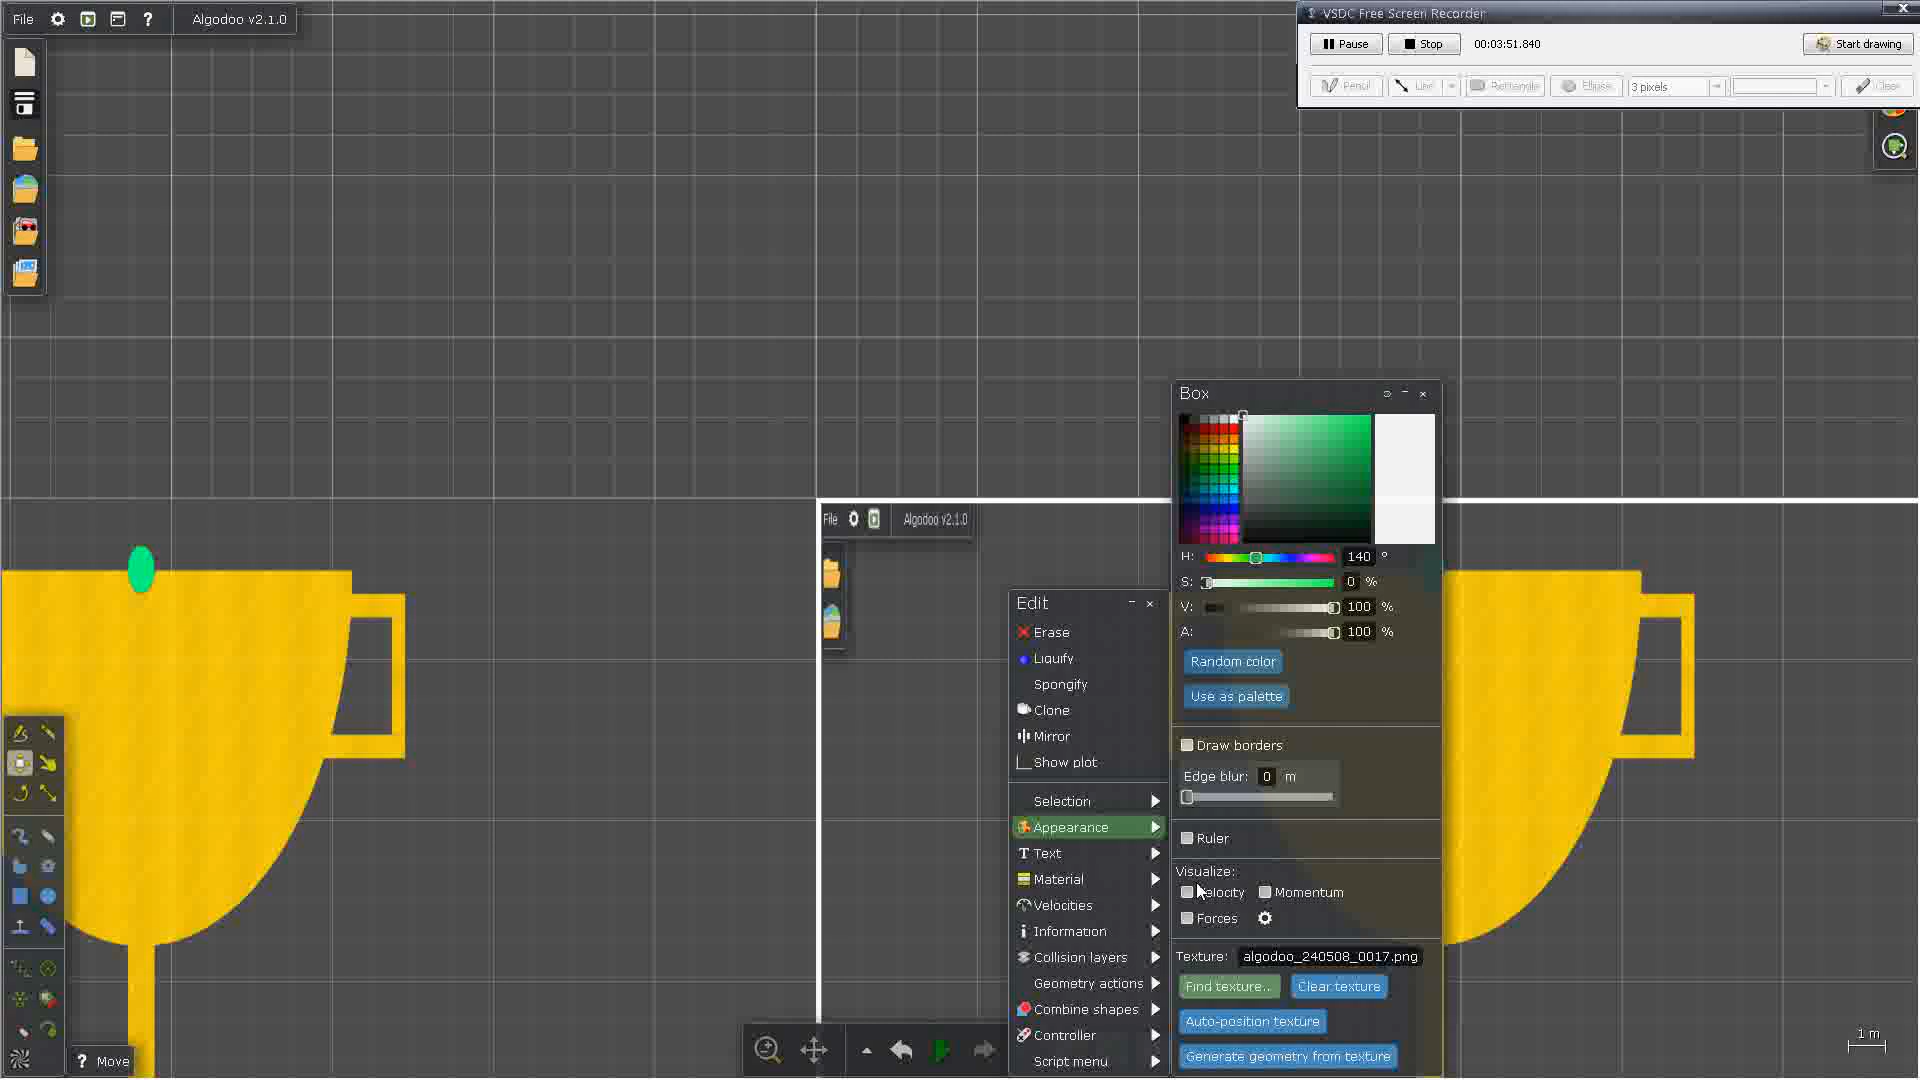 File ? Algodoo v2.1.0
VSDC Free Screen Recorder
Pause Stop 00:03:51.840 Start drawing
Pencil Line Rectangle Ellipse 3 pixels Clear
Box
H: 140 °
S: 0 %
V: 100 %
A: 100 %
Random color
Use as palette
Draw borders
Edge blur: 0 m
Ruler
Visualize:
Velocity Momentum
Forces
Texture: algodoo_240508_0017.png
Find texture.. Clear texture
Auto-position texture
Generate geometry from texture
File Algodoo v2.1.0
Edit
Erase
Liquify
Spongify
Clone
Mirror
Show plot
Selection
Appearance
T Text
Material
Velocities
Information
Collision layers
Geometry actions
Combine shapes
Controller
Script menu
? Move
1 m